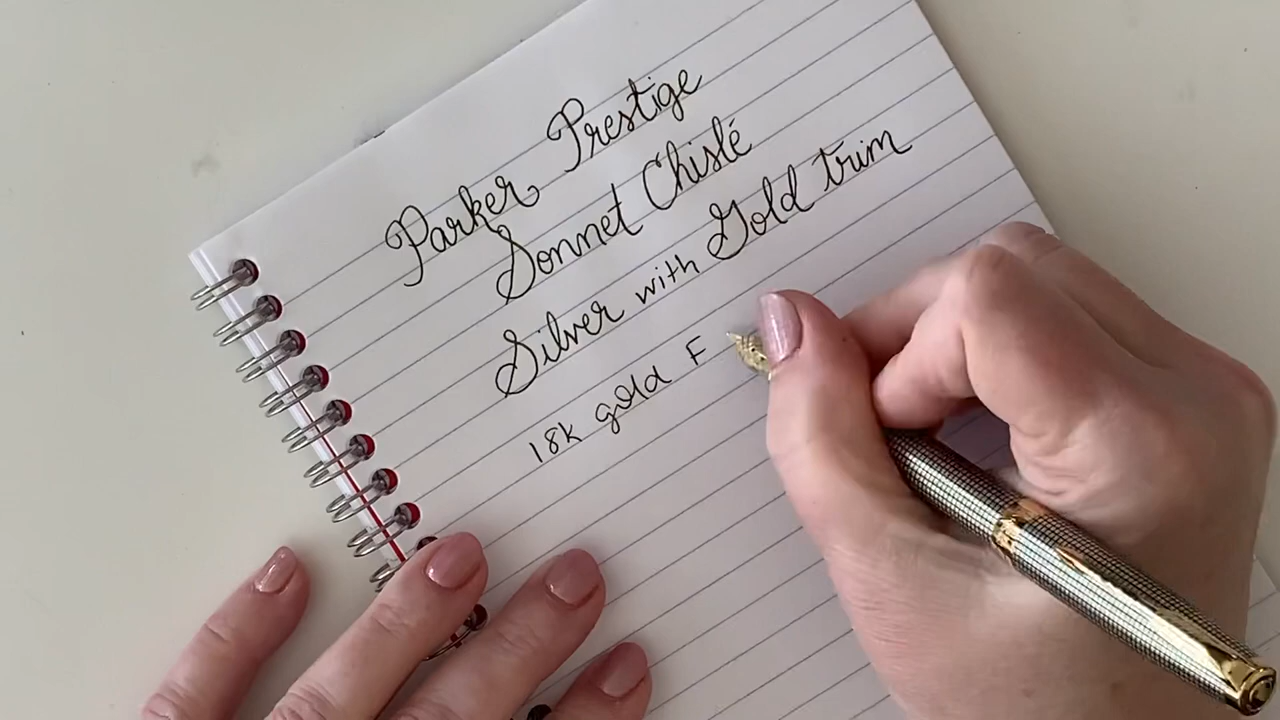 Parker Prestige
Sonnet Chislé
Silver with Gold trim
18k gold F